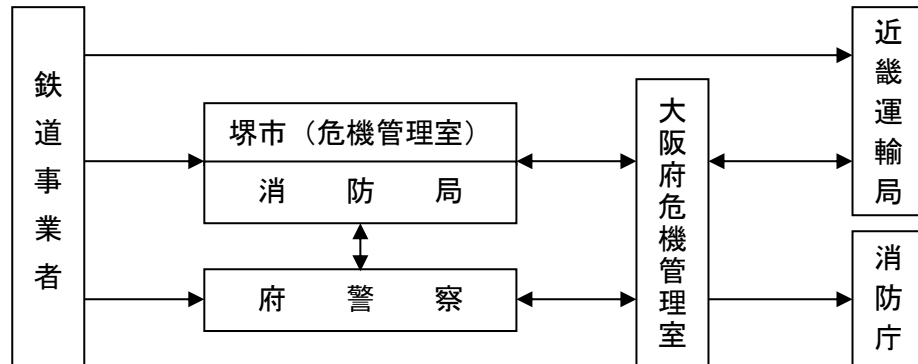 鉄道事業者
堺市（危機管理室）
消防局
府警察
大阪府危機管理室
近畿運輸局
消防庁